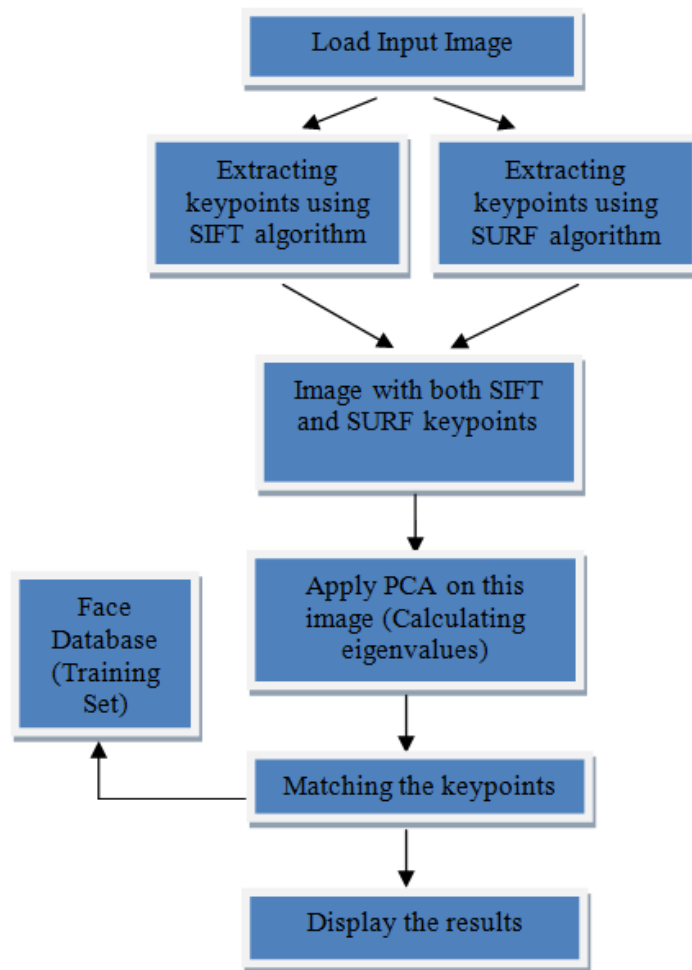 Load Input Image
Extracting
keypoints using
SIFT algorithm
Extracting
keypoints using
SURF algorithm
Image with both SIFT
and SURF keypoints
Apply PCA on this
image (Calculating
eigenvalues)
Face
Database
(Training
Set)
Matching the keypoints
Display the results